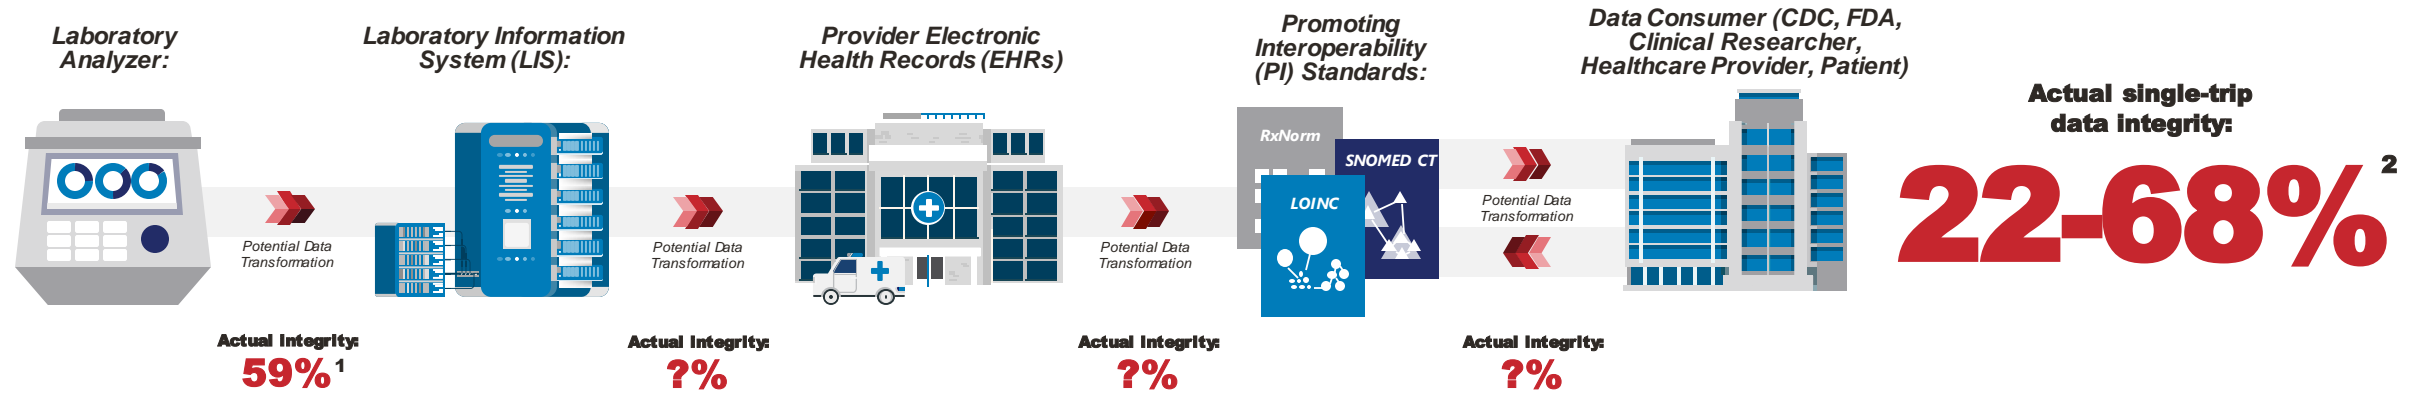 Laboratory
Analyzer:
Laboratory Information
System (LIS):
Provider Electronic
Health Records (EHRs)
Promoting
Interoperability
(PI) Standards:
Data Consumer (CDC, FDA,
Clinical Researcher,
Healthcare Provider, Patient)
Actual single-trip
data integrity:
22-68% 2
RxNorm
SNOMED CT
LOINC
Potential Data
Transformation
Potential Data
Transformation
Potential Data
Transformation
Potential Data
Transformation
Actual Integrity:
59% 1
Actual Integrity:
?%
Actual Integrity:
?%
Actual Integrity:
?%